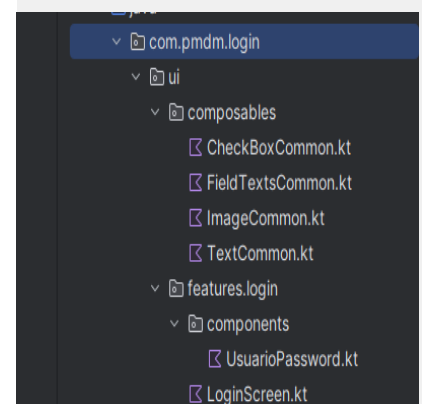 java
com.pmdm.login
ui
composables
CheckBoxCommon.kt
FieldTextsCommon.kt
ImageCommon.kt
TextCommon.kt
features.login
components
UsuarioPassword.kt
LoginScreen.kt